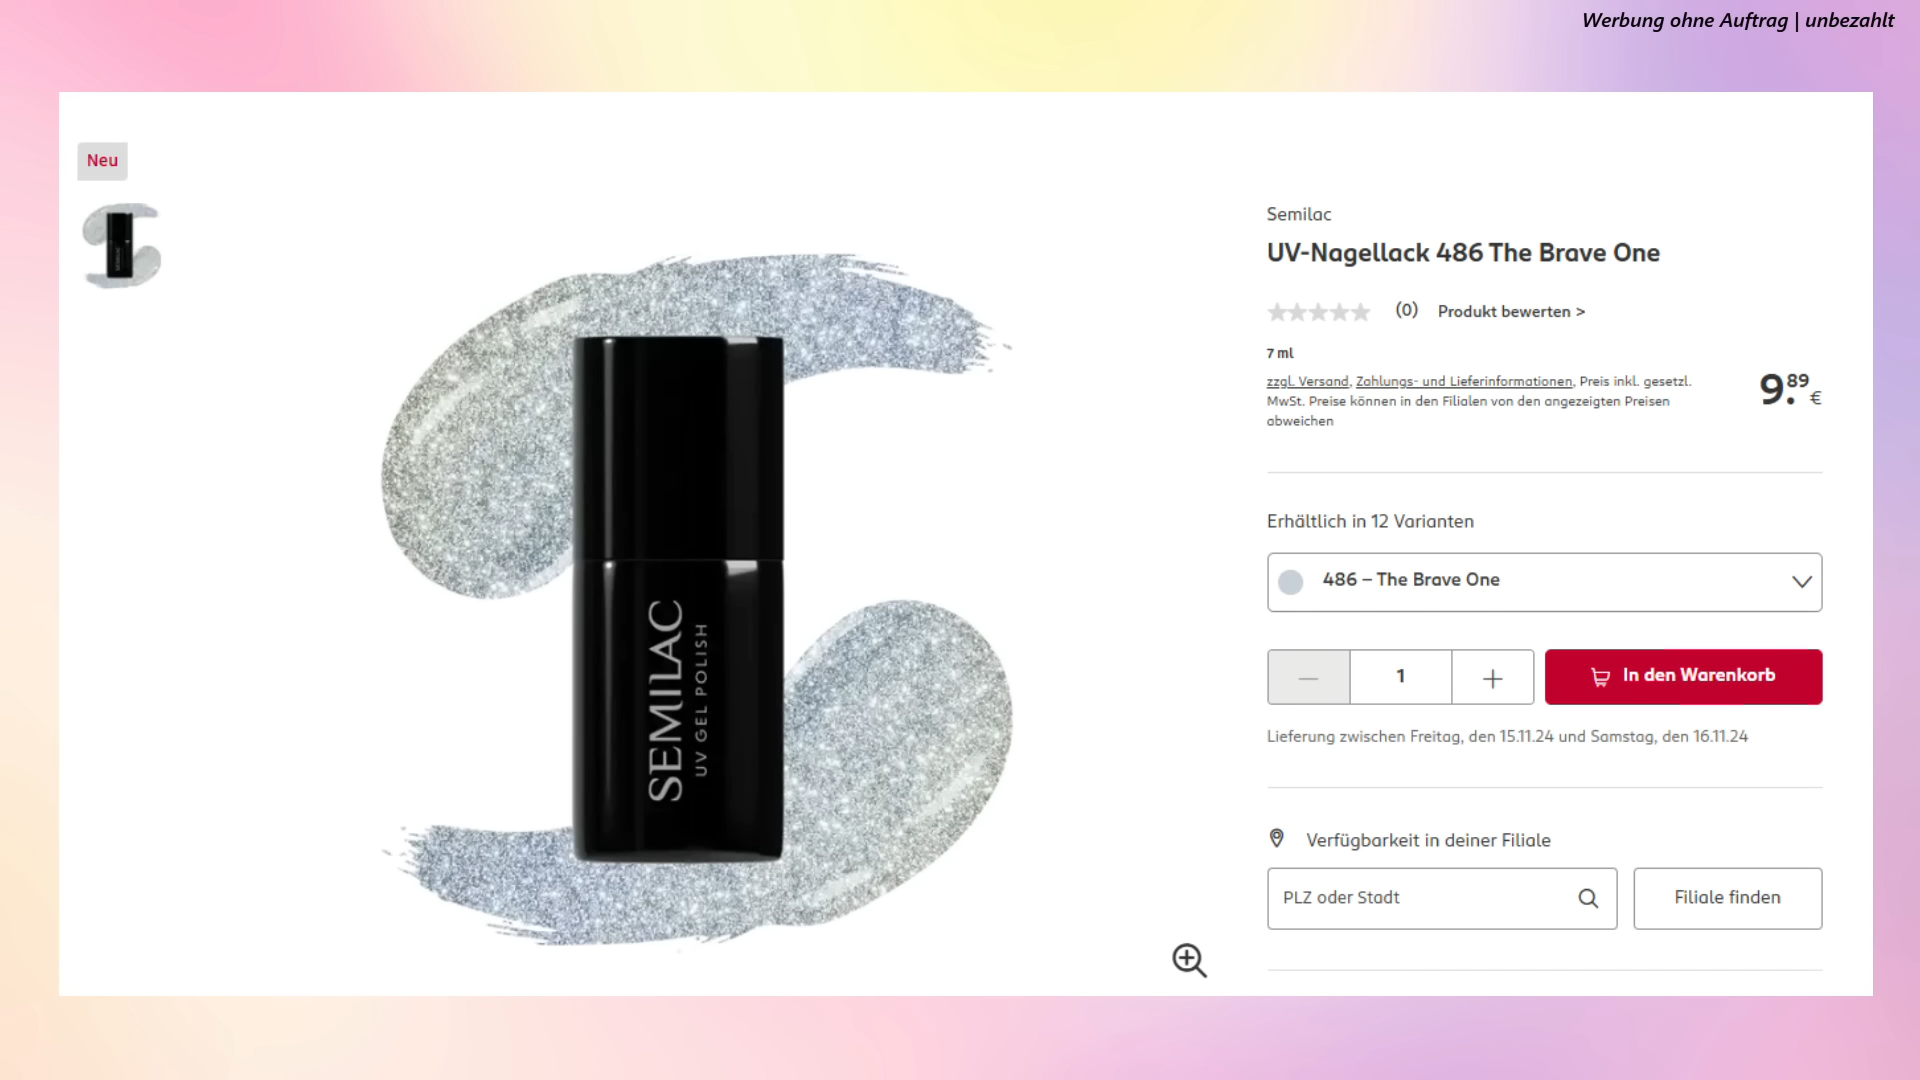 Werbung ohne Auftrag | unbezahlt
Neu
SEMILAC
UV GEL POLISH
Semilac
UV-Nagellack 486 The Brave One
(0) Produkt bewerten >
7 ml
zzgl. Versand, Zahlungs- und Lieferinformationen, Preis inkl. gesetzl.
MwSt. Preise können in den Filialen von den angezeigten Preisen
abweichen
9.89 €
Erhältlich in 12 Varianten
486 – The Brave One
1
In den Warenkorb
Lieferung zwischen Freitag, den 15.11.24 und Samstag, den 16.11.24
Verfügbarkeit in deiner Filiale
PLZ oder Stadt
Filiale finden